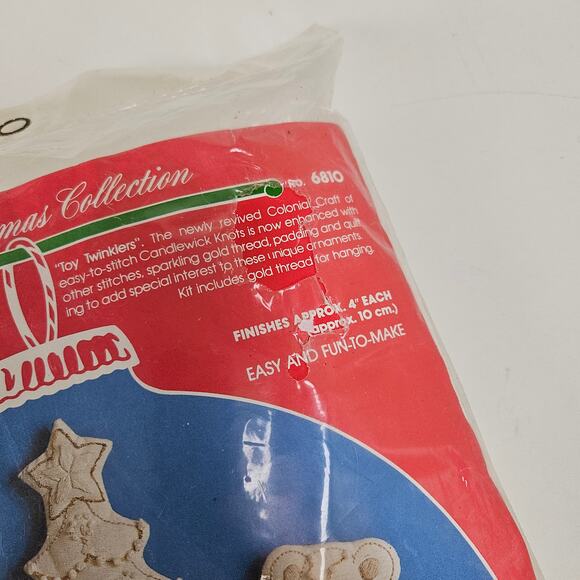 mas Collection
NO. 6810
"Toy Twinklers". The newly revived Colonial Craft of
easy-to-stitch Candlewick Knots is now enhanced with
other stitches, sparkling gold thread, padding and quilt-
ing to add special interest to these unique ornaments.
Kit includes gold thread for hanging.
FINISHES APPROX. 4" EACH
(approx. 10 cm.)
EASY AND FUN-TO-MAKE